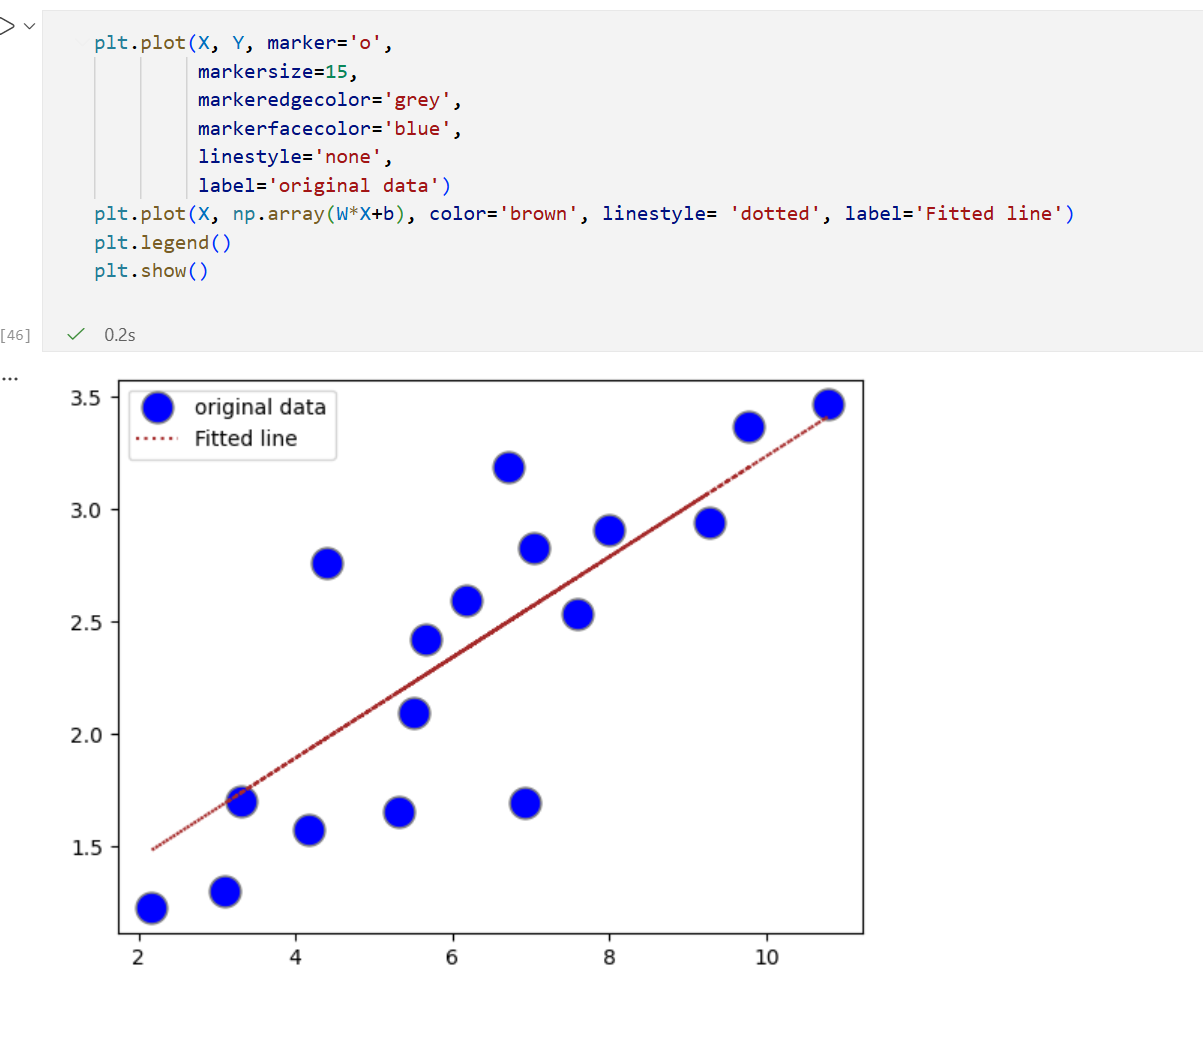 plt.plot(X, Y, marker='o',
markersize=15,
markeredgecolor='grey',
markerfacecolor='blue',
linestyle='none',
label='original data')
plt.plot(X, np.array(W*X+b), color='brown', linestyle= 'dotted', label='Fitted line')
plt.legend()
plt.show()
[46]
0.2s
...
original data
Fitted line
3.5
3.0
2.5
2.0
1.5
2 4 6 8 10